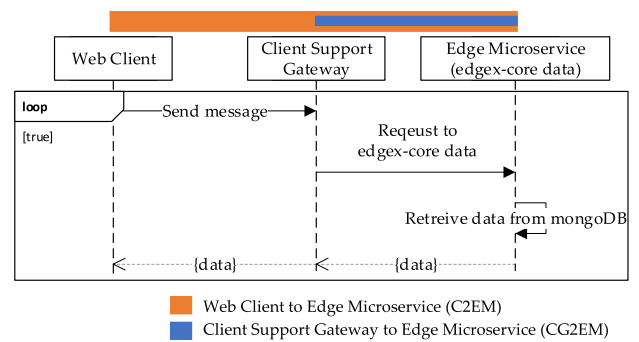 Web Client
Client Support
Gateway
Edge Microservice
(edgex-core data)
loop
[true]
Send message
Reqeust to
edgex-core data
Retreive data from mongoDB
{data}
{data}
Web Client to Edge Microservice (C2EM)
Client Support Gateway to Edge Microservice (CG2EM)